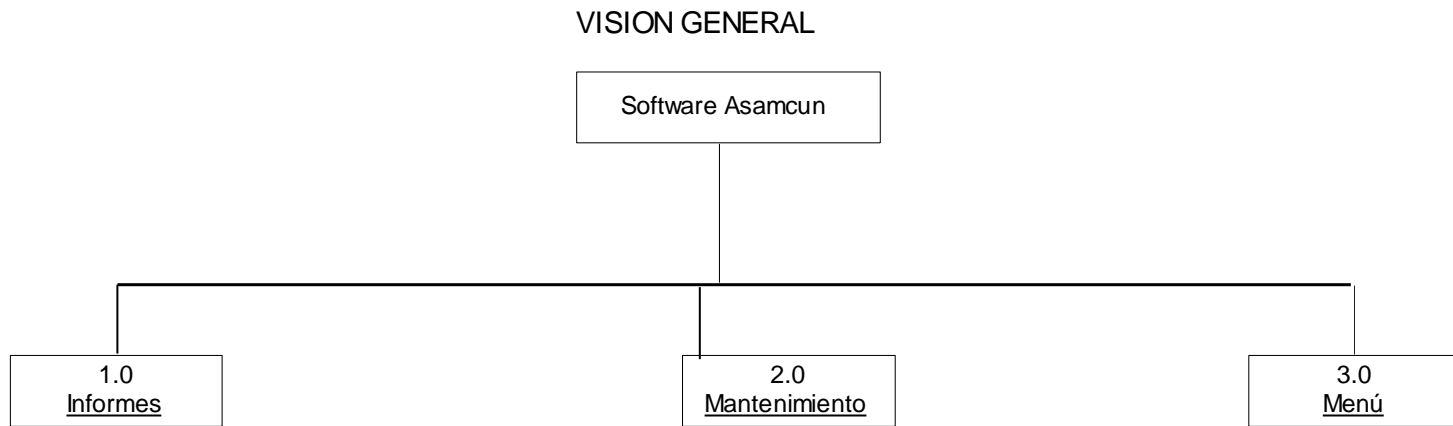 VISION GENERAL
Software Asamcun
1.0
Informes
2.0
Mantenimiento
3.0
Menú